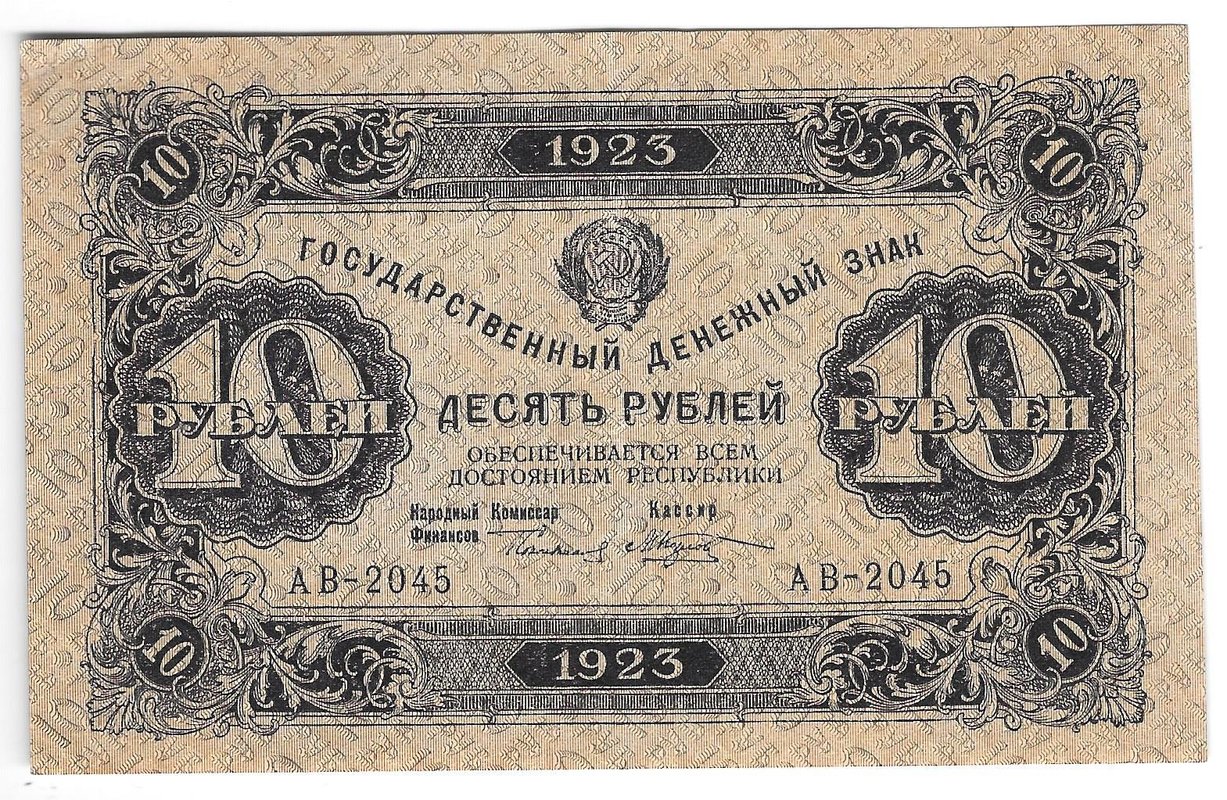 10 1923 10
ГОСУДАРСТВЕННЫЙ ДЕНЕЖНЫЙ ЗНАК
10 РУБЛЕЙ
10 РУБЛЕЙ
ДЕСЯТЬ РУБЛЕЙ
ОБЕСПЕЧИВАЕТСЯ ВСЕМ
ДОСТОЯНИЕМ РЕСПУБЛИКИ
Народный Комиссар Кассир
Финансов
АВ-2045 АВ-2045
10 1923 10